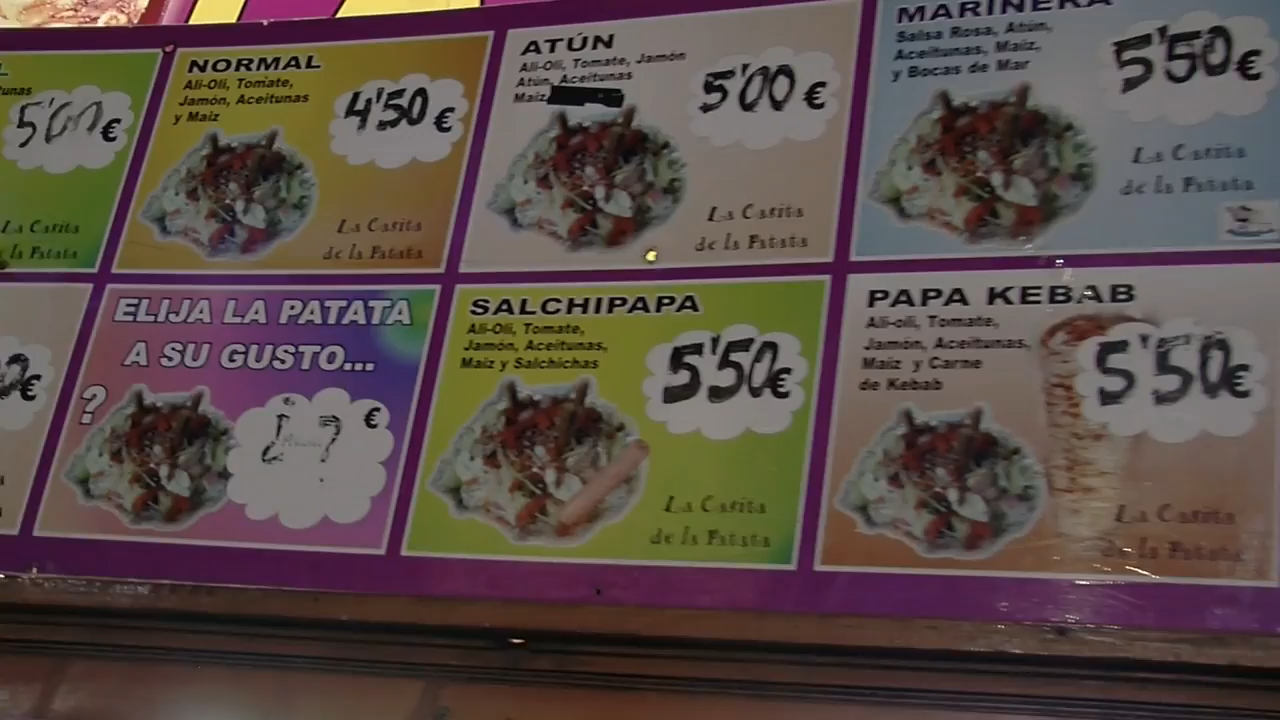 NORMAL
Ali-Oli, Tomate,
Jamón, Aceitunas
y Maiz
4'50 €
La Casita
de la Patata
ATÚN
Ali-Oli, Tomate, Jamón
Atún, Aceitunas
Maiz
5'00 €
La Casita
de la Patata
MARINERA
Salsa Rosa, Atún,
Aceitunas, Maiz,
y Bocas de Mar
5'50 €
La Casita
de la Patata
5'00 €
La Casita
de la Patata
ELIJA LA PATATA
A SU GUSTO...
?
¿ ? €
SALCHIPAPA
Ali-Oli, Tomate,
Jamón, Aceitunas,
Maiz y Salchichas
5'50€
La Casita
de la Patata
PAPA KEBAB
Ali-oli, Tomate,
Jamón, Aceitunas,
Maiz y Carne
de Kebab
5'50€
La Casita
de la Patata